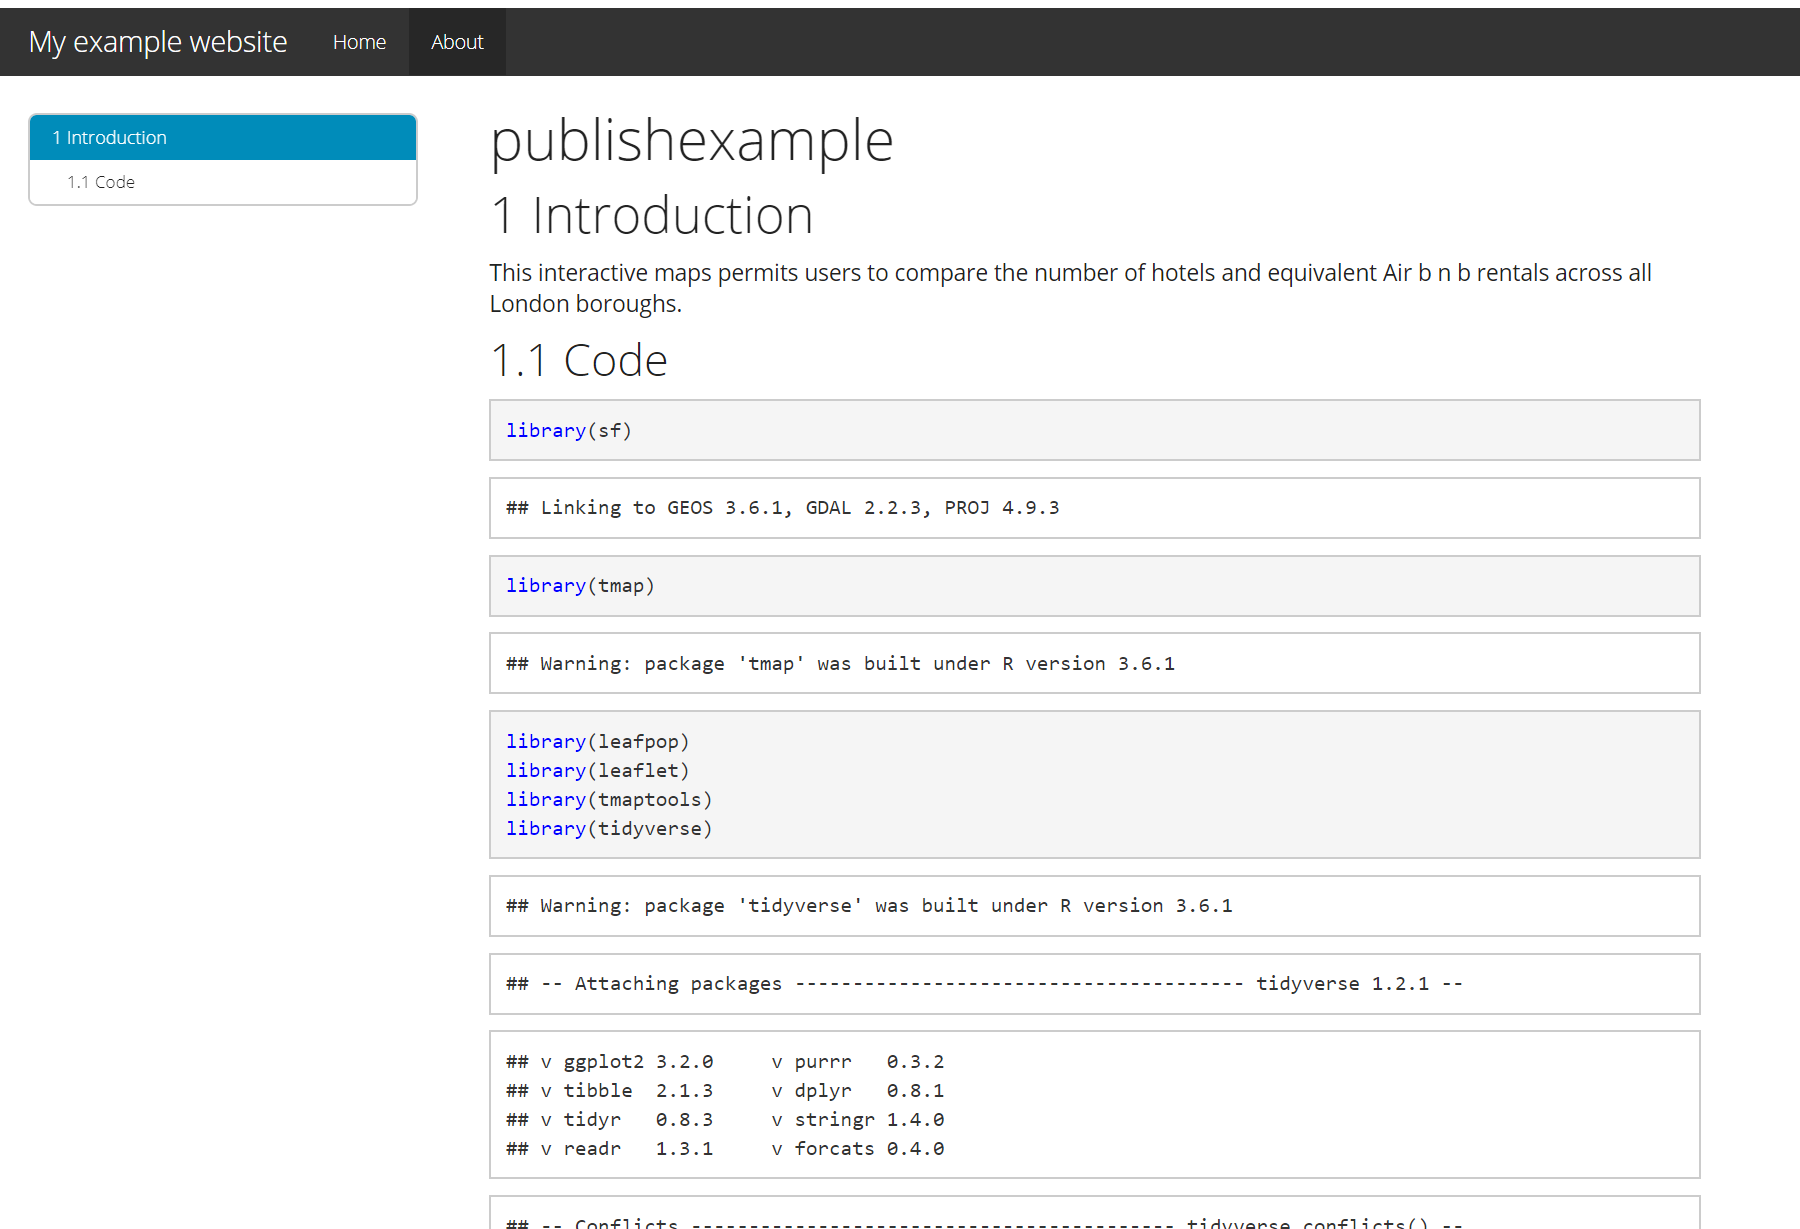 My example website Home About
1 Introduction
1.1 Code
publishexample
1 Introduction
This interactive maps permits users to compare the number of hotels and equivalent Air b n b rentals across all
London boroughs.
1.1 Code
library(sf)
## Linking to GEOS 3.6.1, GDAL 2.2.3, PROJ 4.9.3
library(tmap)
## Warning: package 'tmap' was built under R version 3.6.1
library(leafpop)
library(leaflet)
library(tmaptools)
library(tidyverse)
## Warning: package 'tidyverse' was built under R version 3.6.1
## -- Attaching packages --------------------------------------- tidyverse 1.2.1 --
## v ggplot2 3.2.0     v purrr   0.3.2
## v tibble  2.1.3     v dplyr   0.8.1
## v tidyr   0.8.3     v stringr 1.4.0
## v readr   1.3.1     v forcats 0.4.0
## -- Conflicts ------------------------------------------ tidyverse_conflicts() --